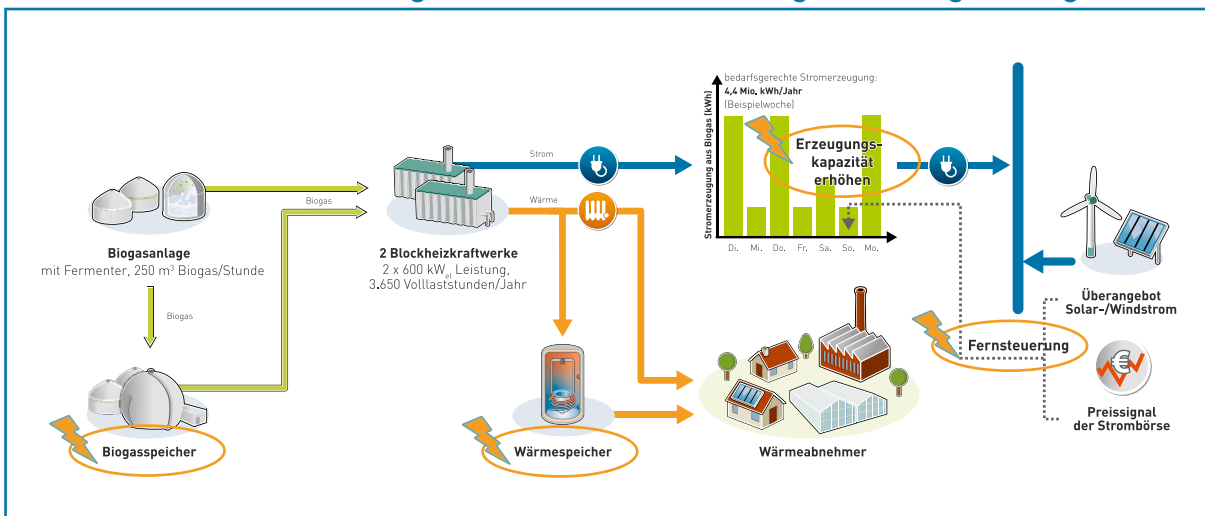 bedarfsgerechte Stromerzeugung:
4,4 Mio. kWh/Jahr
(Beispielwoche)
Stromerzeugung aus Biogas (kWh)
Erzeugungs-
kapazität
erhöhen
Di. Mi. Do. Fr. Sa. So. Mo.
Strom
Wärme
Biogas
Biogasanlage
mit Fermenter, 250 m³ Biogas/Stunde
2 Blockheizkraftwerke
2 x 600 kWel Leistung,
3.650 Volllaststunden/Jahr
Biogas
Überangebot
Solar-/Windstrom
Fernsteuerung
Preissignal
der Strombörse
Biogasspeicher
Wärmespeicher
Wärmeabnehmer